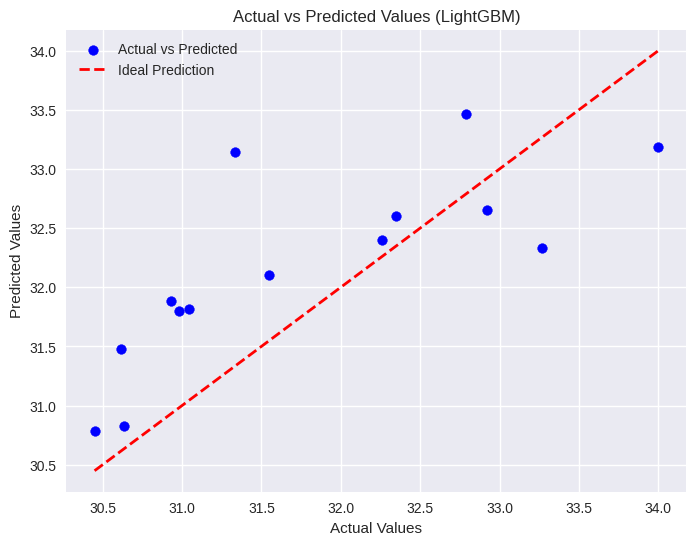 Actual vs Predicted Values (LightGBM)
Actual vs Predicted
Ideal Prediction
34.0
33.5
33.0
32.5
32.0
31.5
31.0
30.5
Predicted Values
30.5 31.0 31.5 32.0 32.5 33.0 33.5 34.0
Actual Values